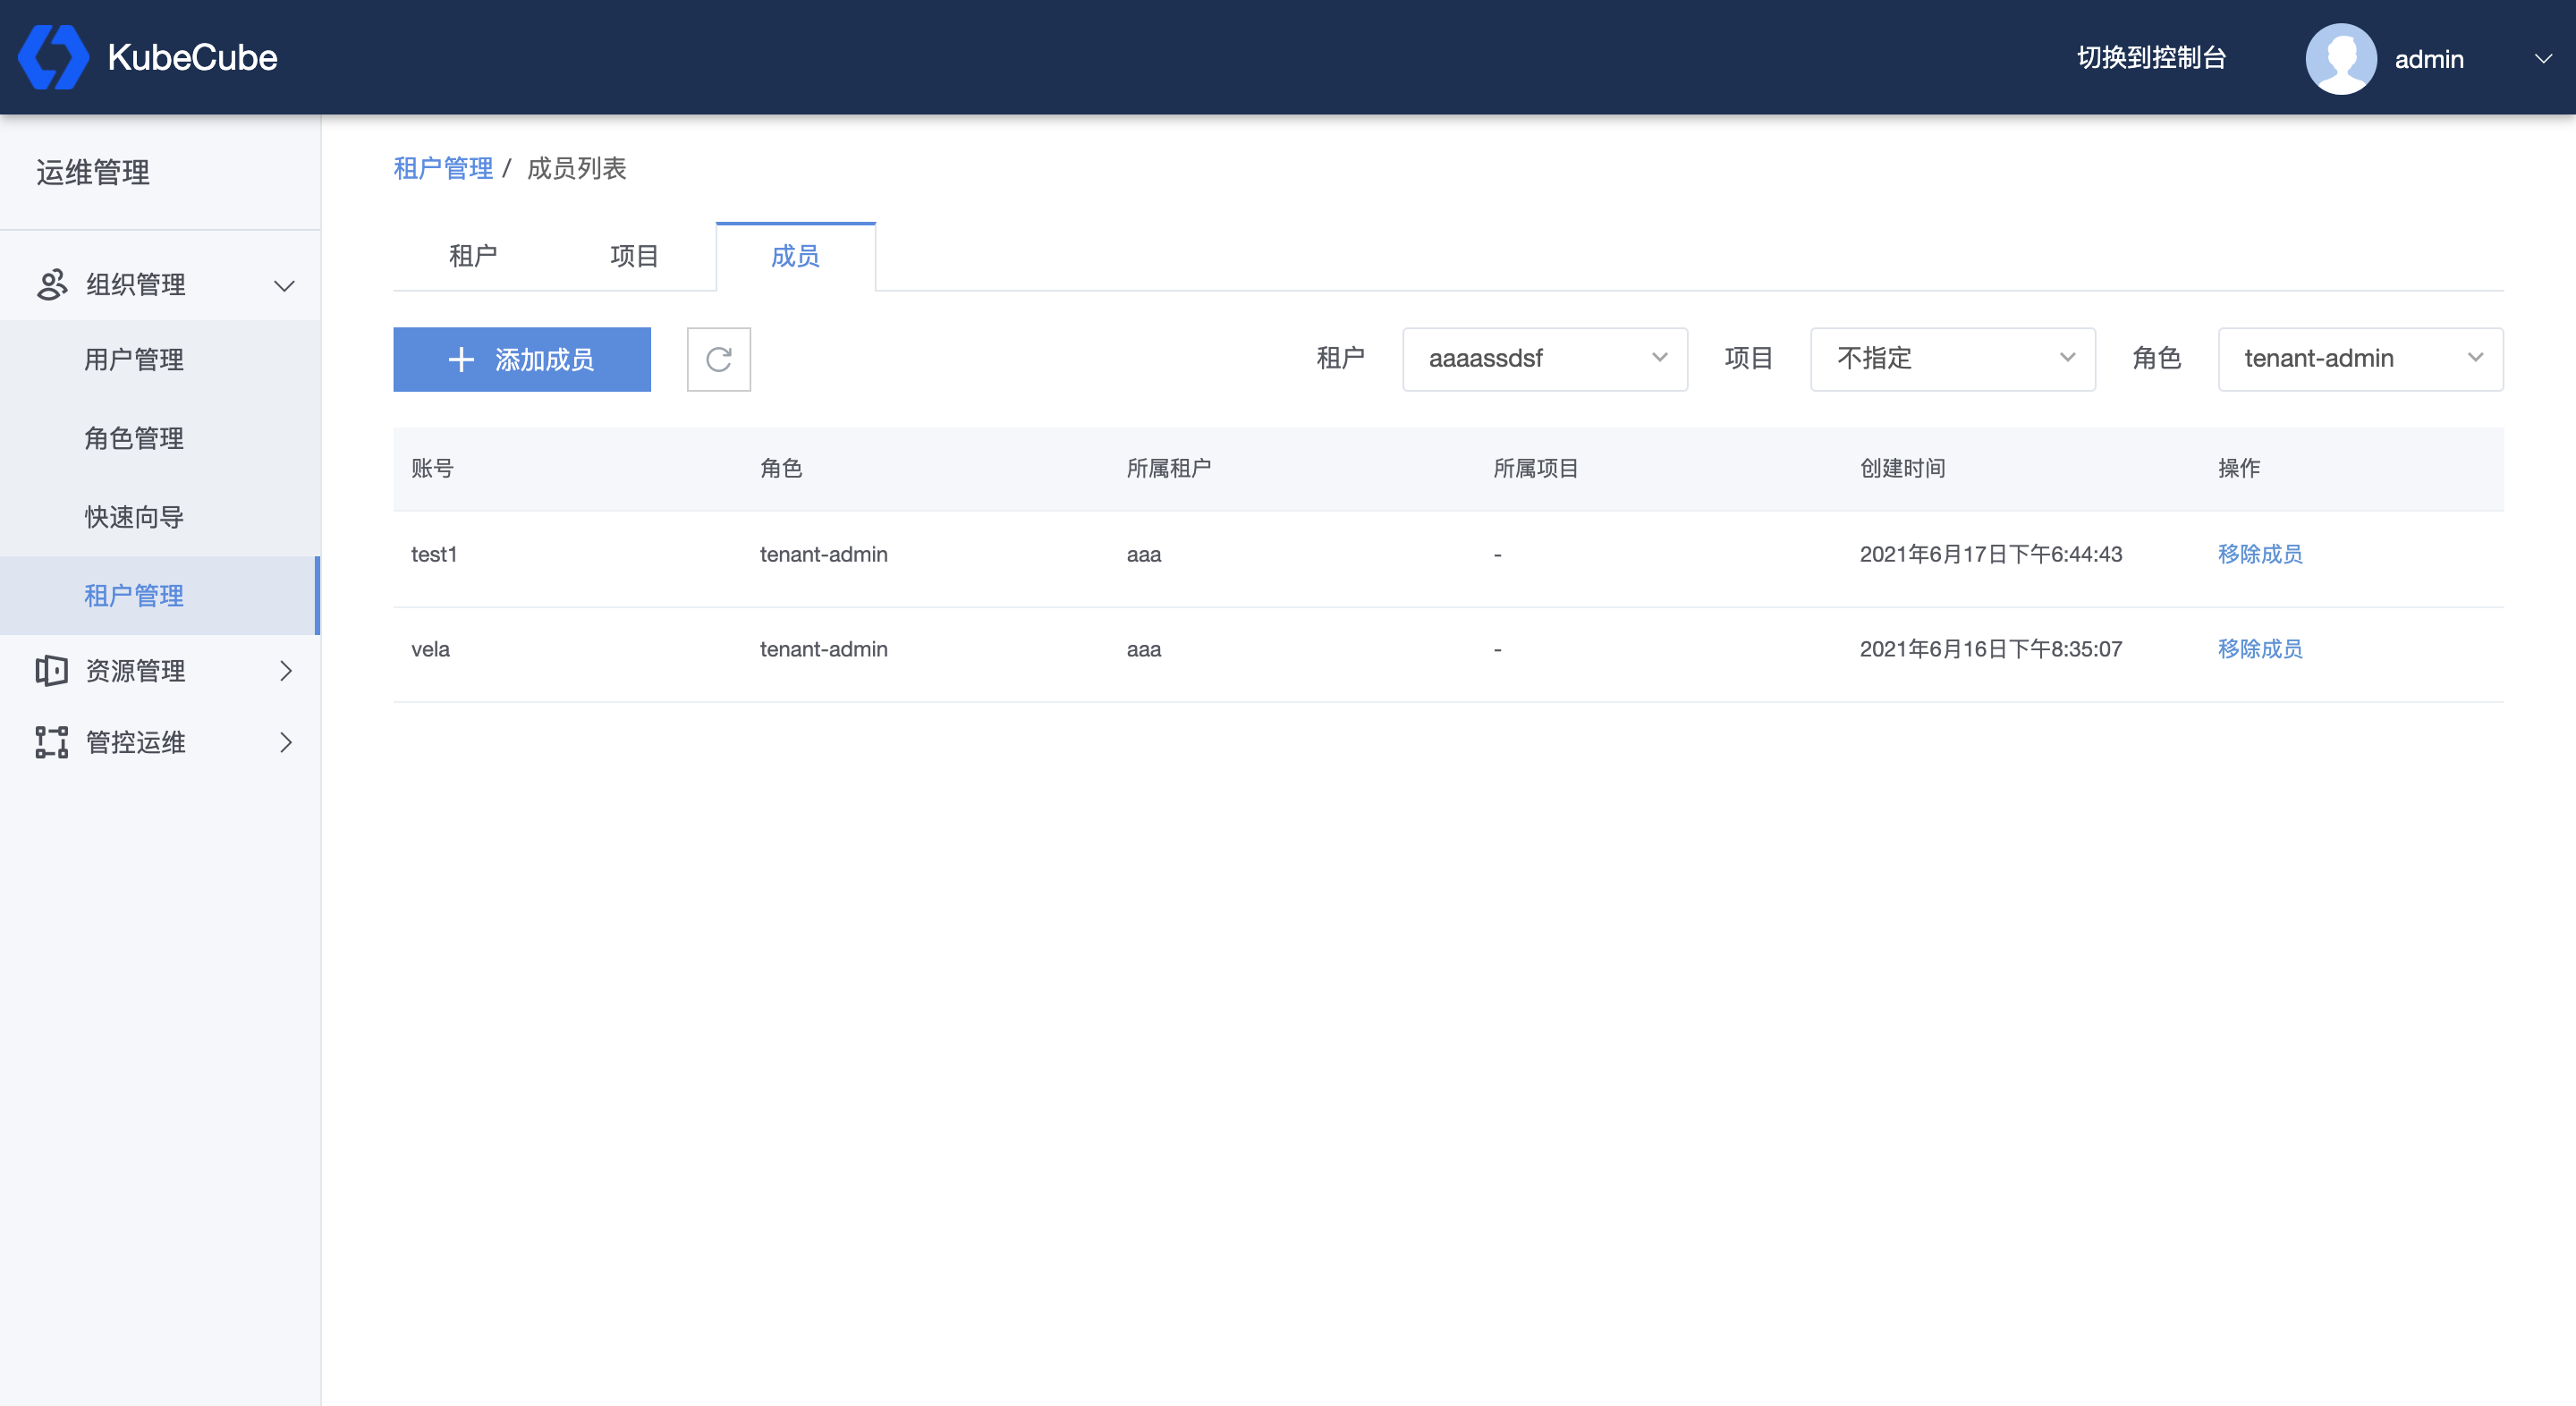 KubeCube
切换到控制台
admin
运维管理
组织管理
用户管理
角色管理
快速向导
租户管理
资源管理
管控运维
租户管理 / 成员列表
租户 项目 成员
添加成员 租户 aaaassdsf 项目 不指定 角色 tenant-admin
账号 角色 所属租户 所属项目 创建时间 操作
test1 tenant-admin aaa - 2021年6月17日下午6:44:43 移除成员
vela tenant-admin aaa - 2021年6月16日下午8:35:07 移除成员